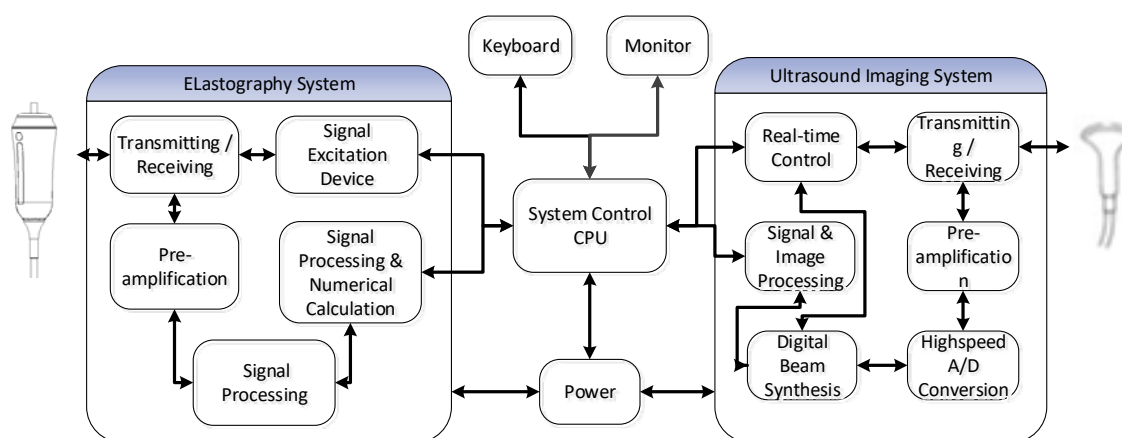 Keyboard
Monitor
ELastography System
Transmitting /
Receiving
Signal
Excitation
Device
Pre-
amplification
Signal
Processing &
Numerical
Calculation
Signal
Processing
System Control
CPU
Power
Ultrasound Imaging System
Real-time
Control
Transmittin
g /
Receiving
Signal &
Image
Processing
Pre-
amplificatio
n
Digital
Beam
Synthesis
Highspeed
A/D
Conversion